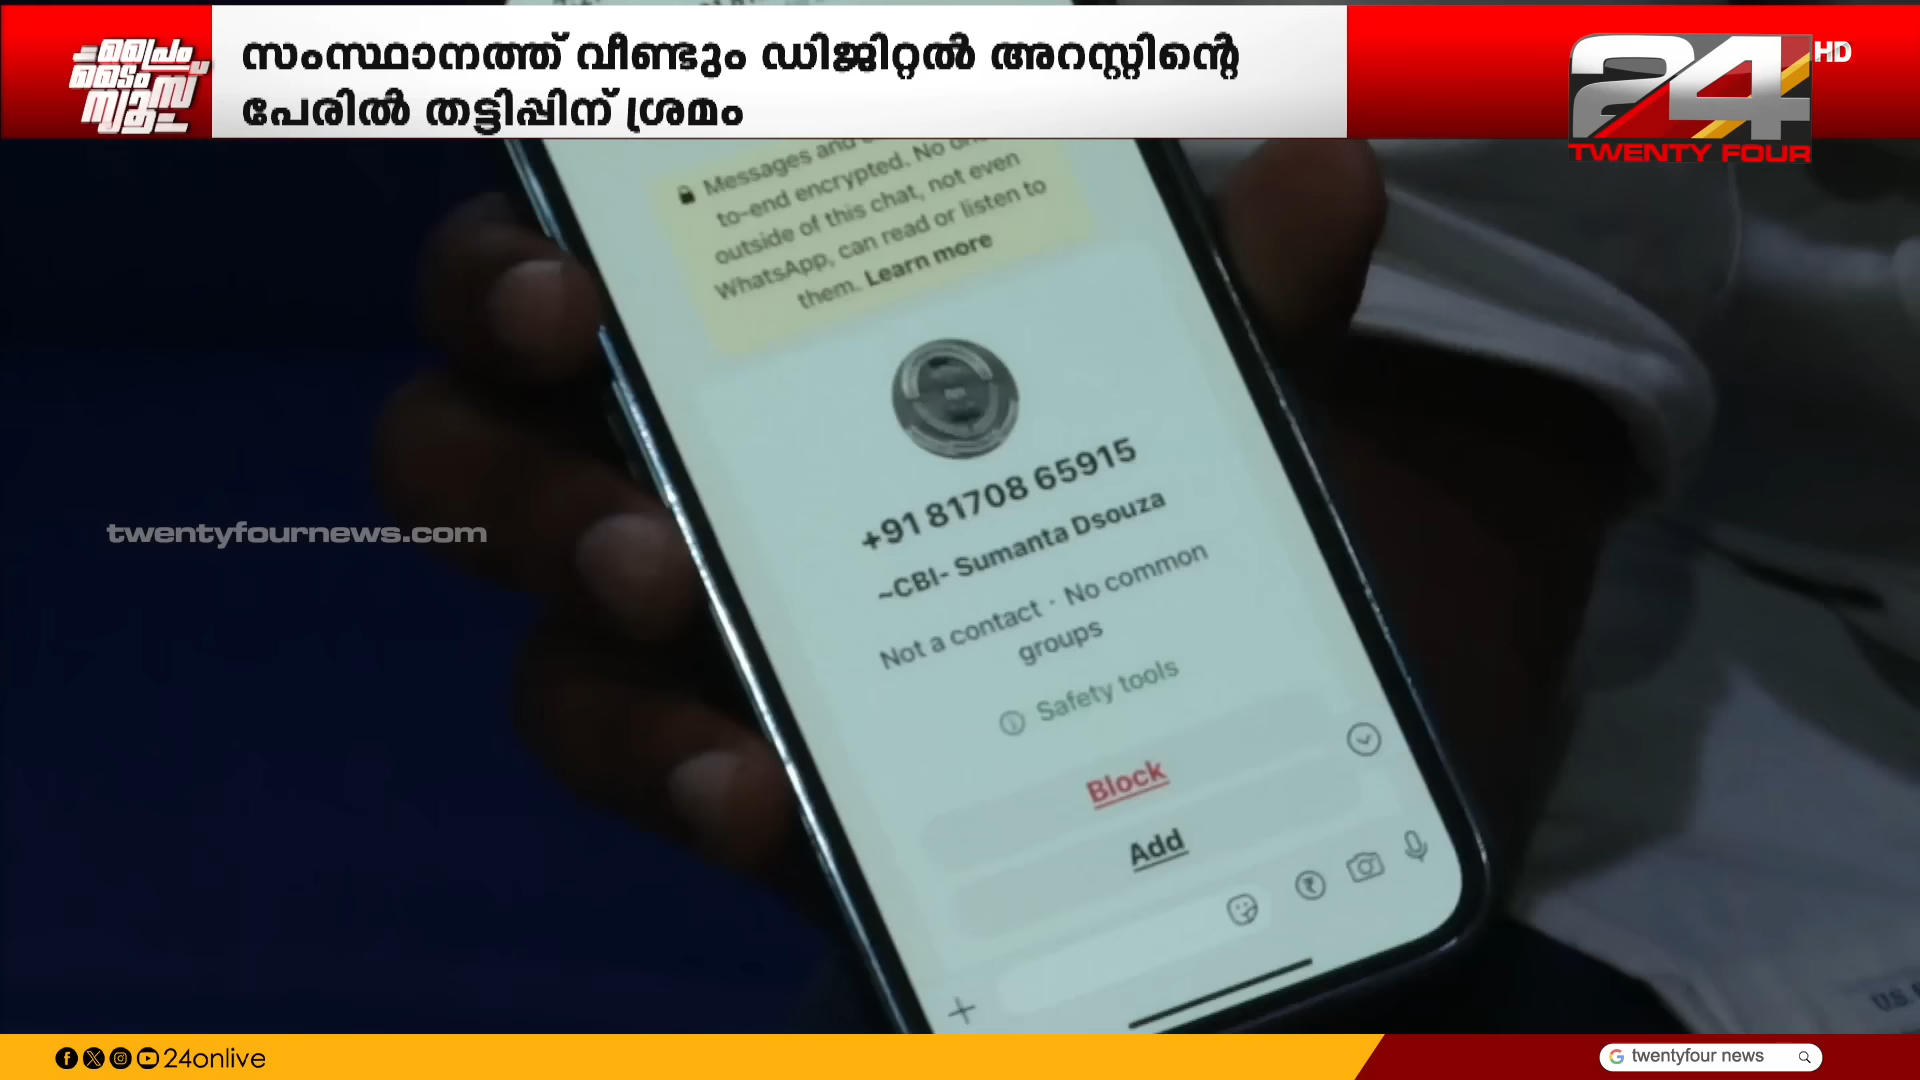 പ്രൈം
ടൈം
ന്യൂസ്
സംസ്ഥാനത്ത് വീണ്ടും ഡിജിറ്റൽ അറസ്റ്റിന്റെ
പേരിൽ തട്ടിപ്പിന് ശ്രമം
24 HD
TWENTY FOUR
Messages and
to-end encrypted. No one
outside of this chat, not even
WhatsApp, can read or listen to
them. Learn more
+91 81708 65915
~CBI- Sumanta Dsouza
Not a contact · No common
groups
Safety tools
Block
Add
twentyfournews.com
U.S.
24onlive
twentyfour news